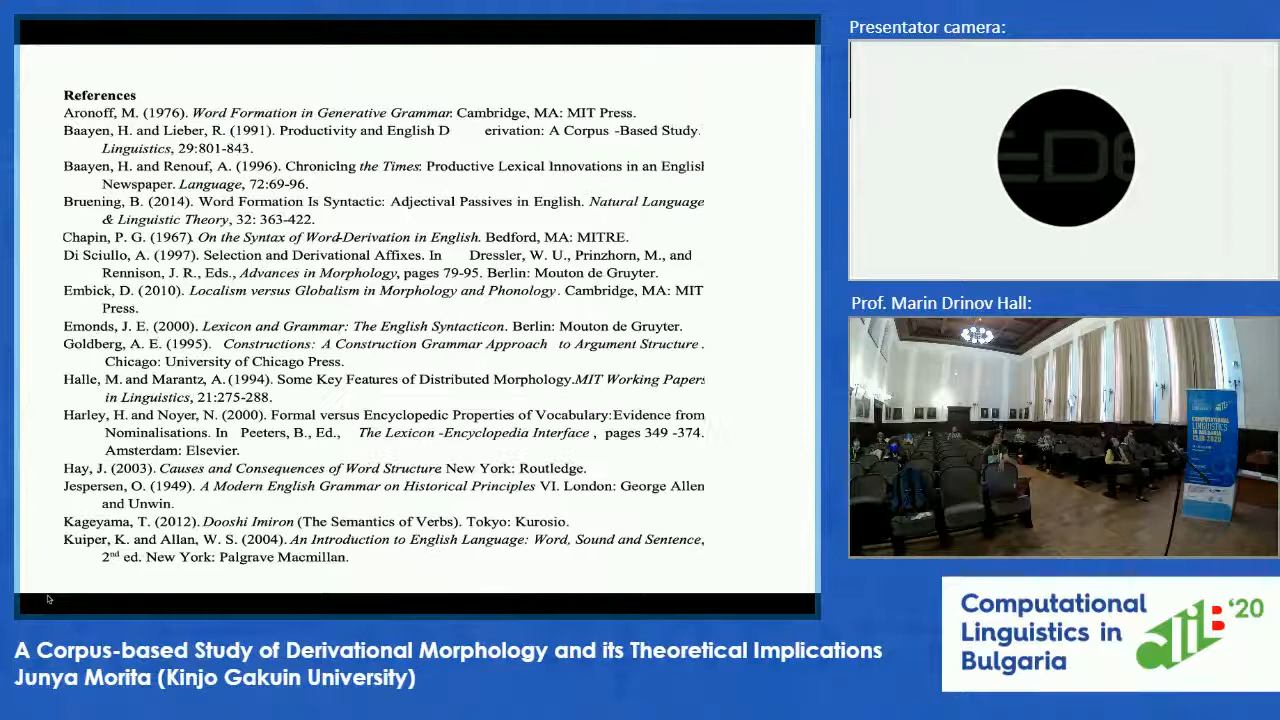 References
Aronoff, M. (1976). Word Formation in Generative Grammar. Cambridge, MA: MIT Press.
Baayen, H. and Lieber, R. (1991). Productivity and English D erivation: A Corpus -Based Study.
Linguistics, 29:801-843.
Baayen, H. and Renouf, A. (1996). Chronicling the Times: Productive Lexical Innovations in an English
Newspaper. Language, 72:69-96.
Bruening, B. (2014). Word Formation Is Syntactic: Adjectival Passives in English. Natural Language
& Linguistic Theory, 32: 363-422.
Chapin, P. G. (1967). On the Syntax of Word-Derivation in English. Bedford, MA: MITRE.
Di Sciullo, A. (1997). Selection and Derivational Affixes. In Dressler, W. U., Prinzhorn, M., and
Rennison, J. R., Eds., Advances in Morphology, pages 79-95. Berlin: Mouton de Gruyter.
Embick, D. (2010). Localism versus Globalism in Morphology and Phonology. Cambridge, MA: MIT
Press.
Emonds, J. E. (2000). Lexicon and Grammar: The English Syntacticon. Berlin: Mouton de Gruyter.
Goldberg, A. E. (1995). Constructions: A Construction Grammar Approach to Argument Structure.
Chicago: University of Chicago Press.
Halle, M. and Marantz, A. (1994). Some Key Features of Distributed Morphology. MIT Working Papers
in Linguistics, 21:275-288.
Harley, H. and Noyer, N. (2000). Formal versus Encyclopedic Properties of Vocabulary: Evidence from
Nominalisations. In Peeters, B., Ed., The Lexicon -Encyclopedia Interface, pages 349 -374.
Amsterdam: Elsevier.
Hay, J. (2003). Causes and Consequences of Word Structure. New York: Routledge.
Jespersen, O. (1949). A Modern English Grammar on Historical Principles VI. London: George Allen
and Unwin.
Kageyama, T. (2012). Dooshi Imiron (The Semantics of Verbs). Tokyo: Kurosio.
Kuiper, K. and Allan, W. S. (2004). An Introduction to English Language: Word, Sound and Sentence,
2nd ed. New York: Palgrave Macmillan.
Presentator camera:
Prof. Marin Drinov Hall:
COMPUTATIONAL
LINGUISTICS
IN BULGARIA
A Corpus-based Study of Derivational Morphology and its Theoretical Implications
Junya Morita (Kinjo Gakuin University)
Computational
Linguistics in
Bulgaria
'20